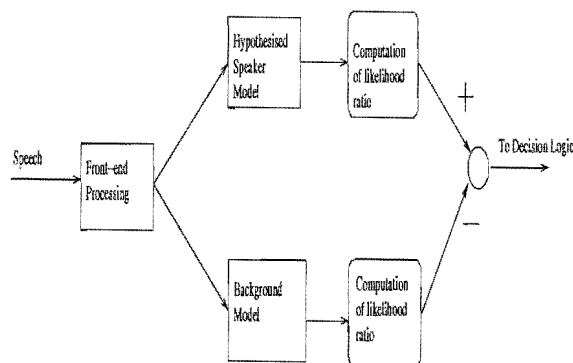 Hypothesised
Speaker
Model
Computation
of likelihood
ratio
+
Speech
Front-end
Processing
To Decision Logic
−
Background
Model
Computation
of likelihood
ratio